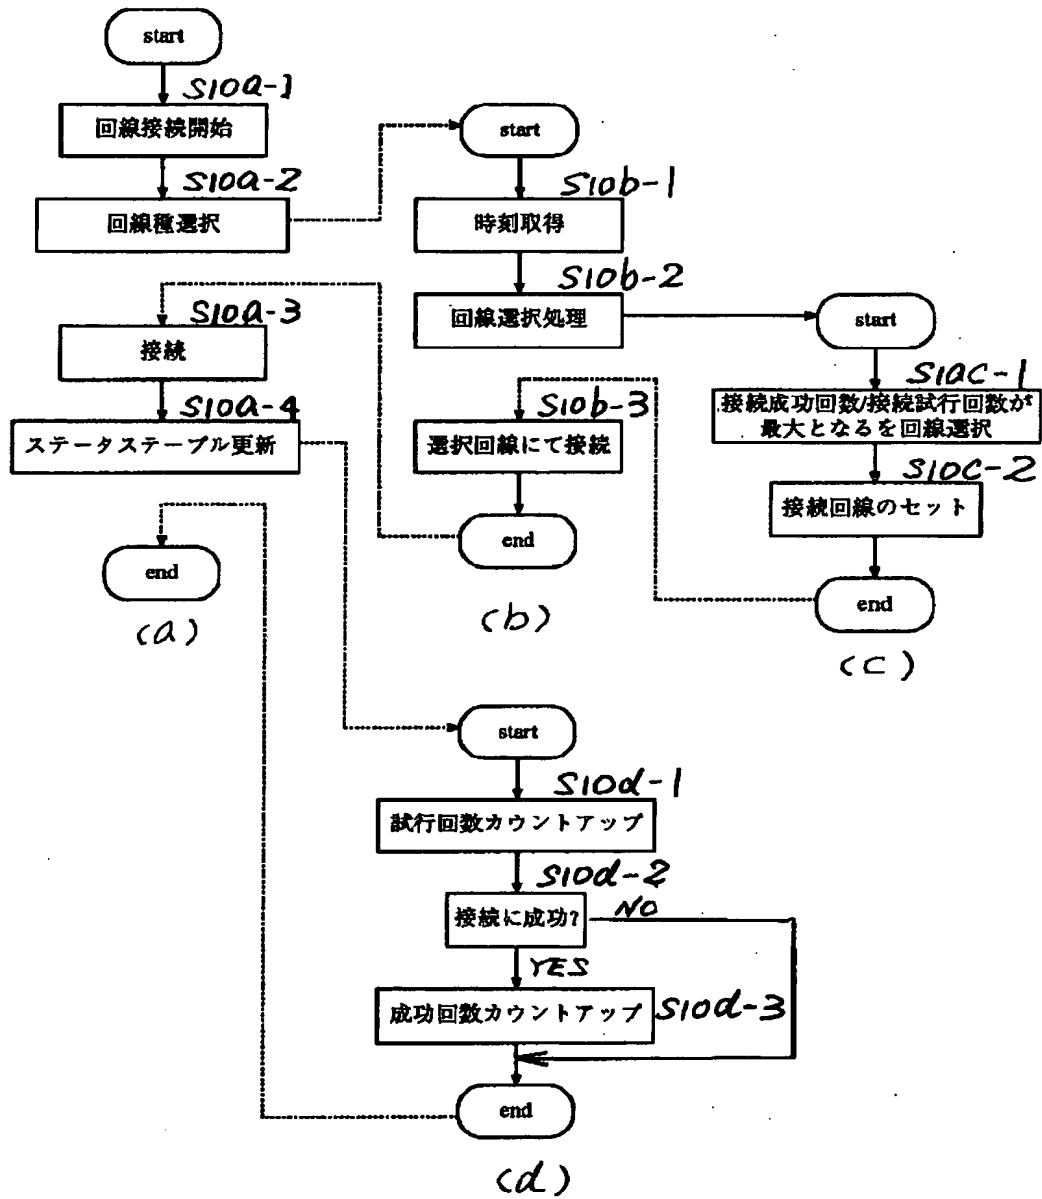 start
S10a-1
回線接続開始
S10a-2
回線種選択
S10a-3
接続
S10a-4
ステータステーブル更新
end
(a)
start
S10b-1
時刻取得
S10b-2
回線選択処理
S10b-3
選択回線にて接続
end
(b)
start
S10C-1
接続成功回数/接続試行回数が
最大となるを回線選択
S10C-2
接続回線のセット
end
(c)
start
S10d-1
試行回数カウントアップ
S10d-2
接続に成功?
NO
YES
成功回数カウントアップ
S10d-3
end
(d)